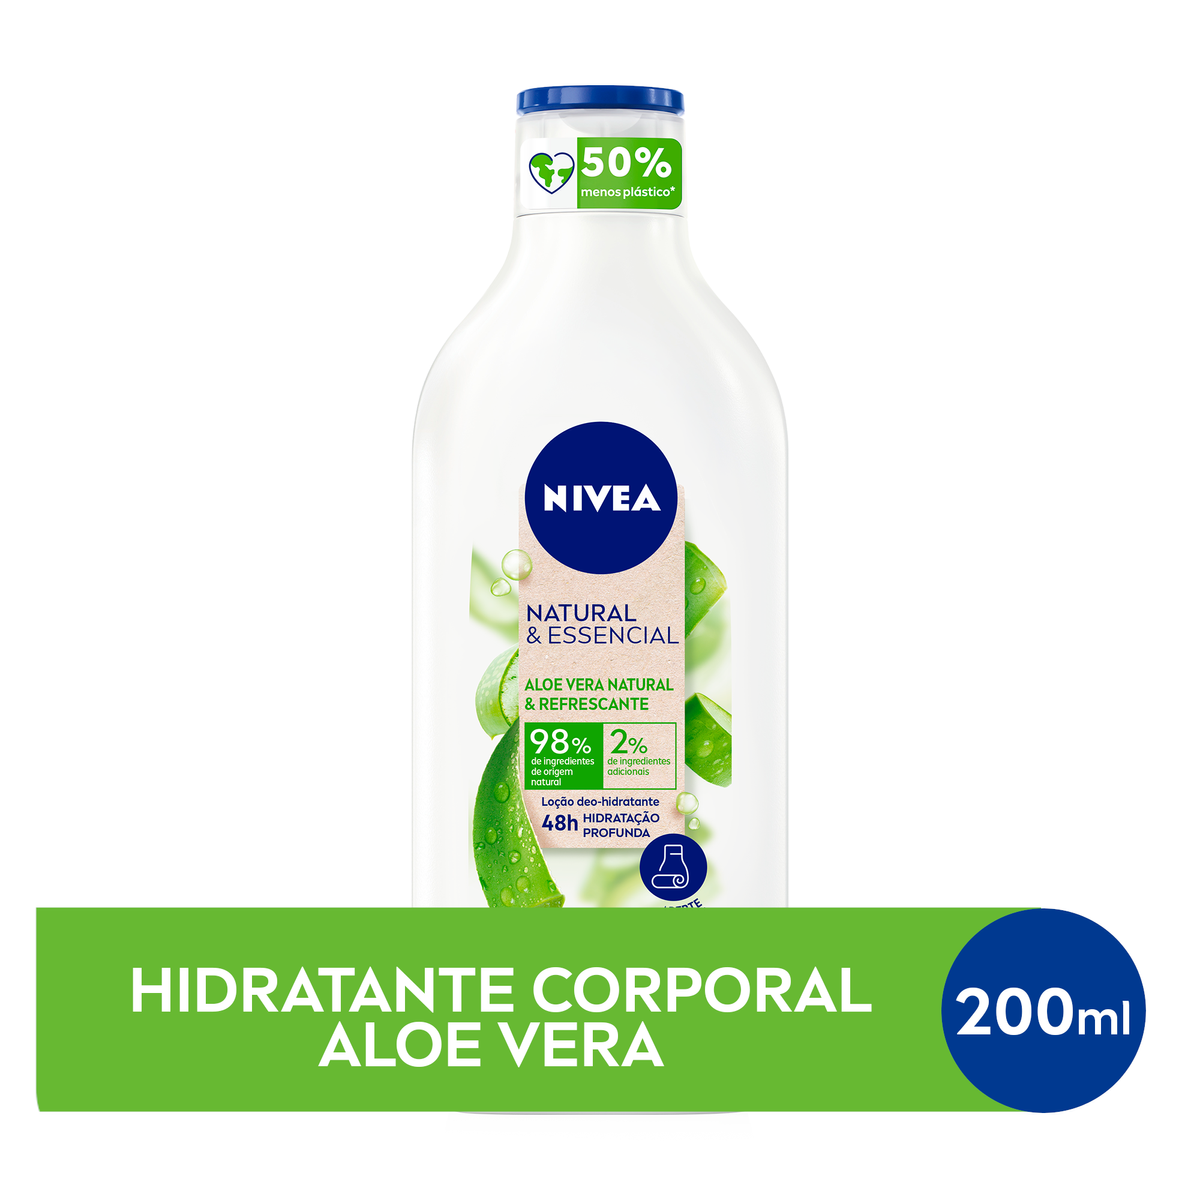 50%
menos plástico*
NIVEA
NATURAL
& ESSENCIAL
ALOE VERA NATURAL
& REFRESCANTE
98%
de ingredientes
de origem
natural
2%
de ingredientes
adicionais
Loção deo-hidratante
48h HIDRATAÇÃO
PROFUNDA
HIDRATANTE CORPORAL
ALOE VERA
200ml